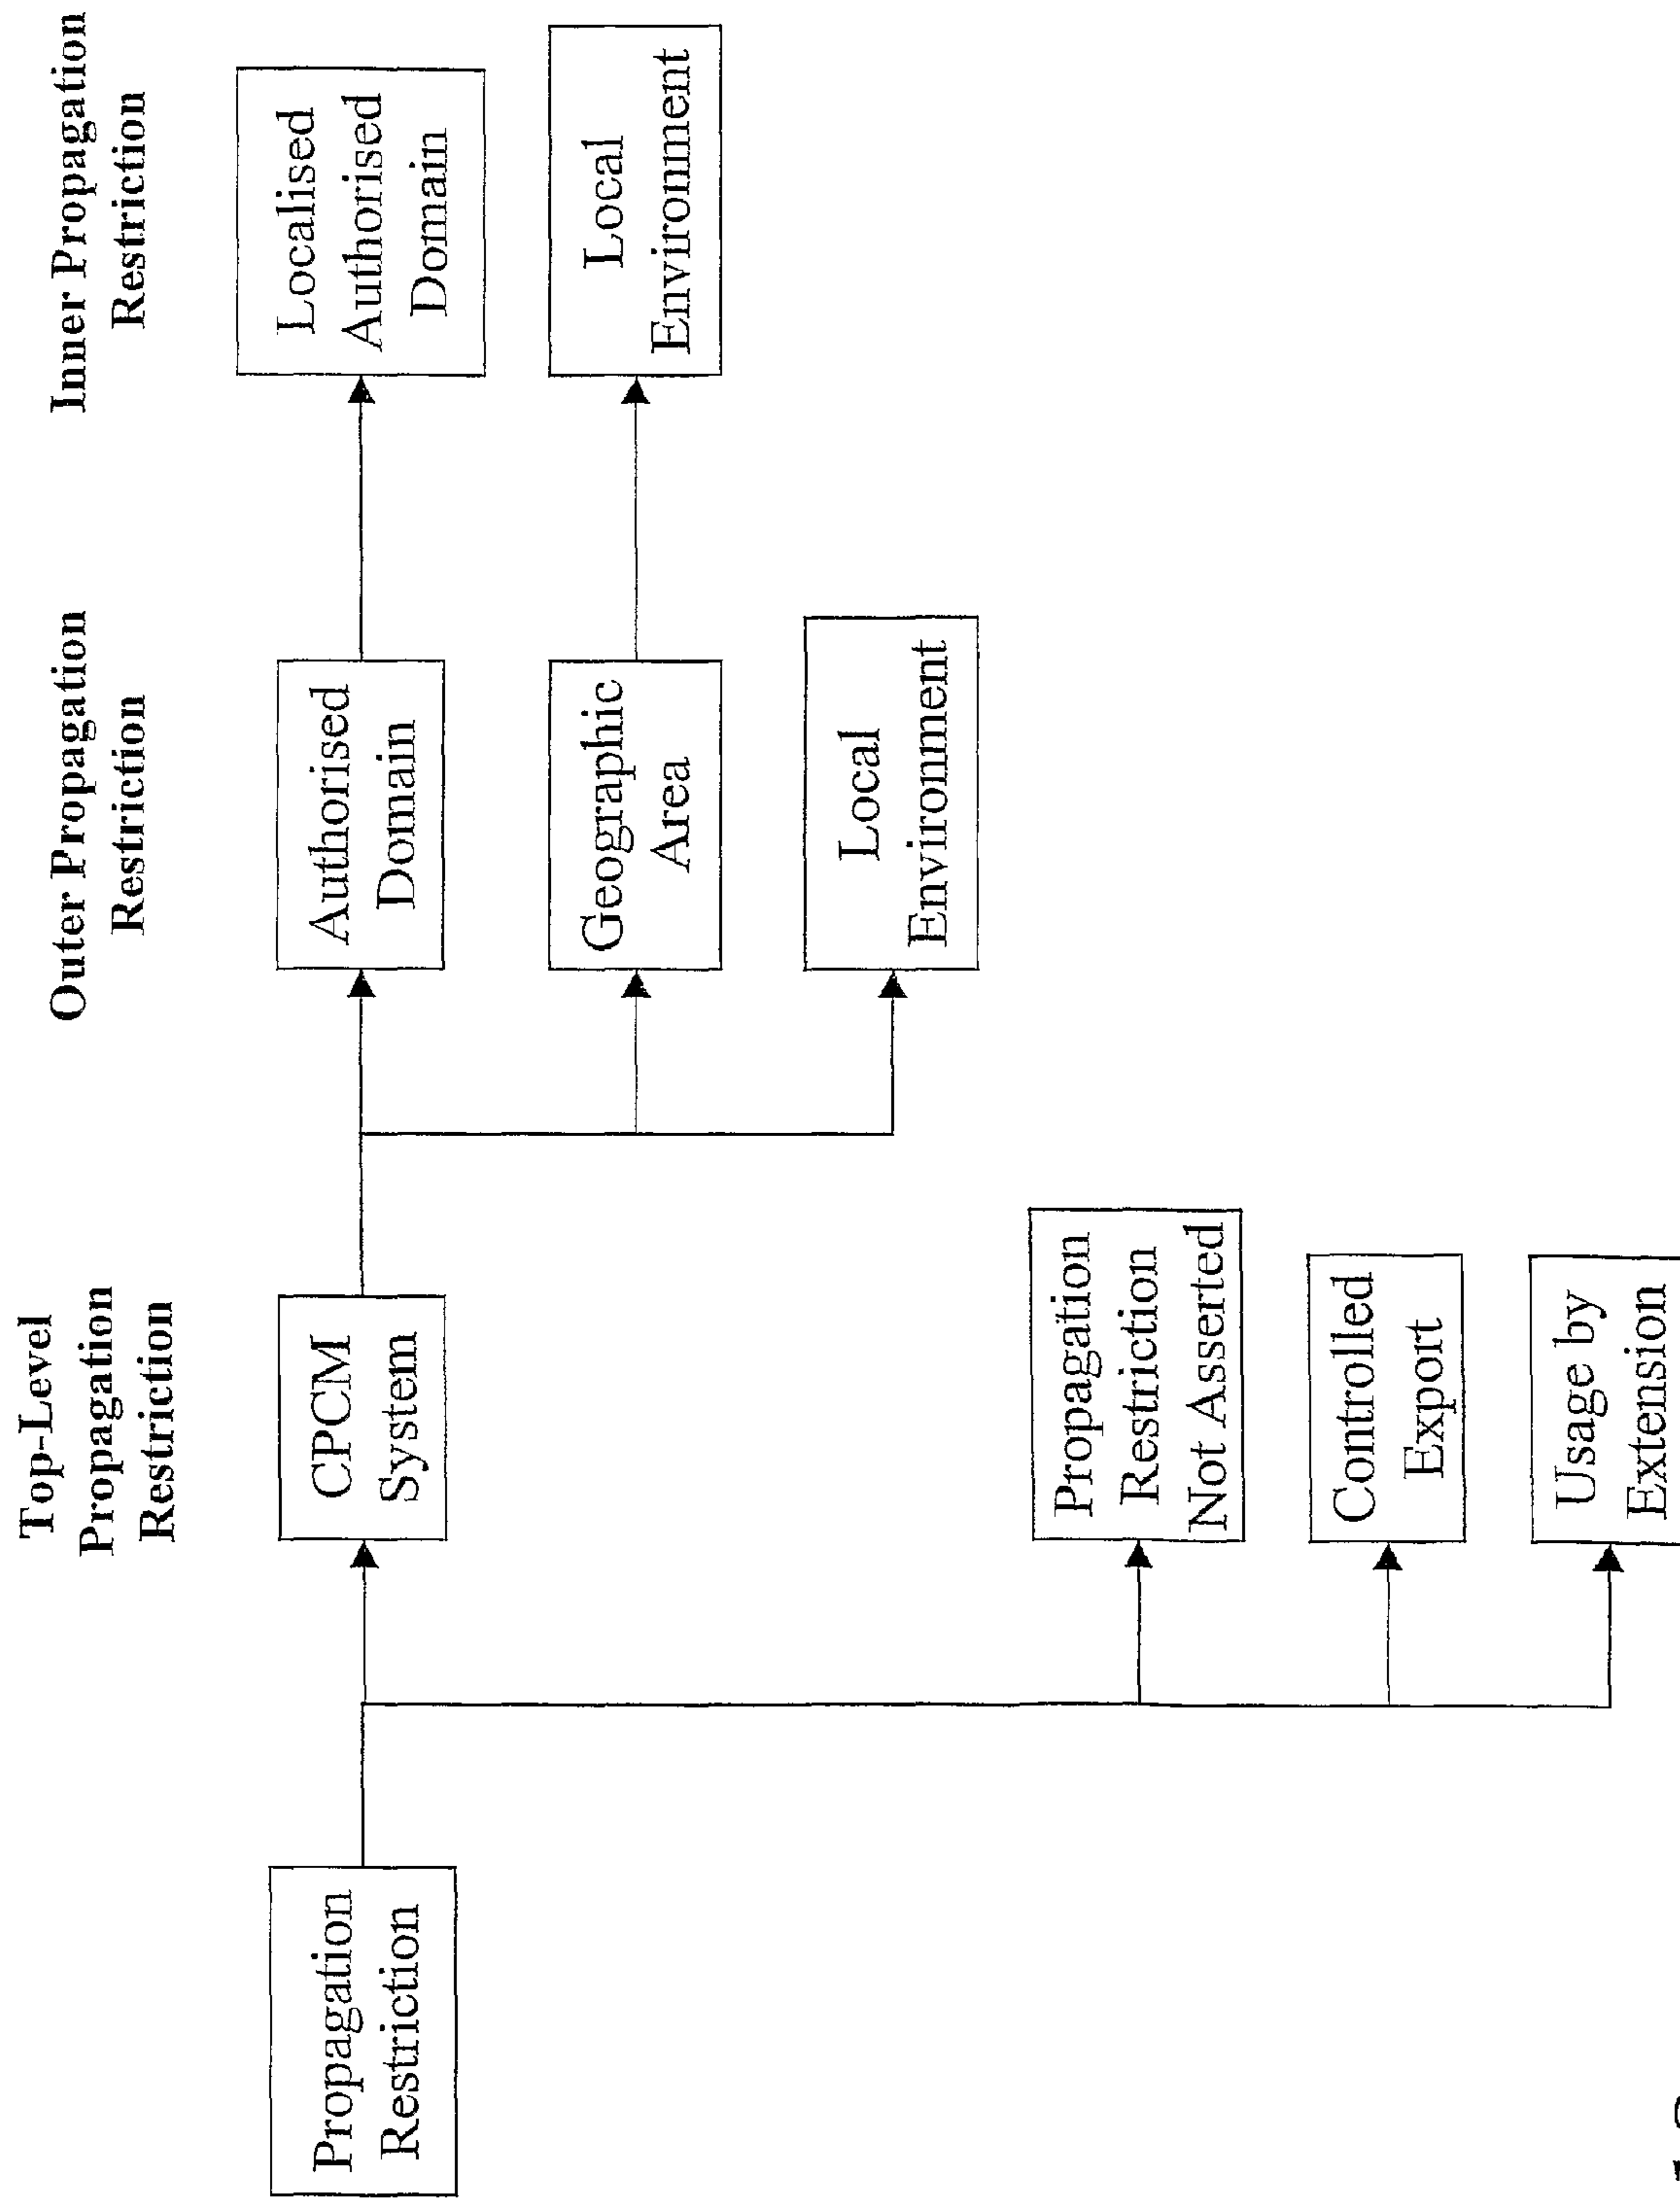 Top-Level
Propagation
Restriction
Outer Propagation
Restriction
Inner Propagation
Restriction
Propagation
Restriction
CPCM
System
Authorised
Domain
Localised
Authorised
Domain
Geographic
Area
Local
Environment
Local
Environment
Propagation
Restriction
Not Asserted
Controlled
Export
Usage by
Extension